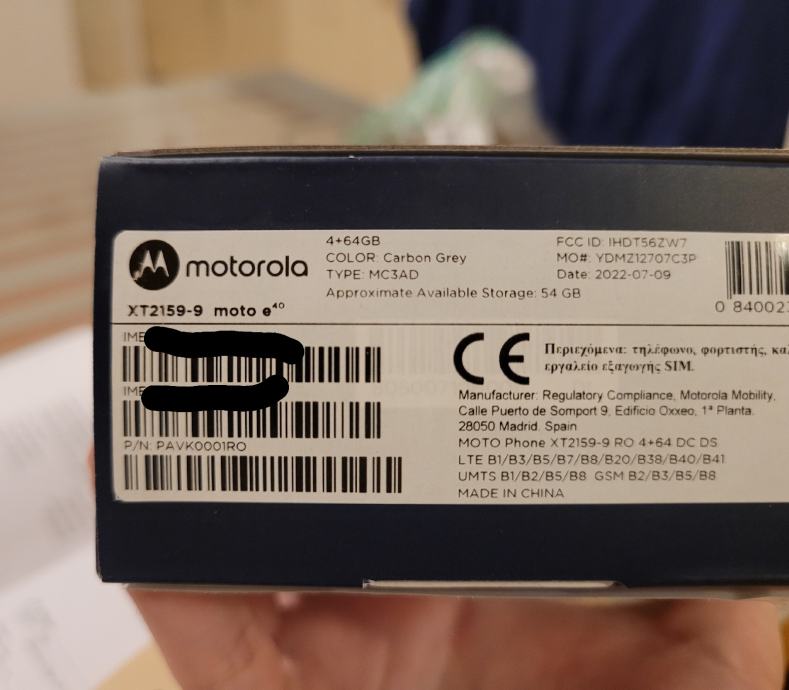 motorola
XT2159-9 moto e⁴⁰
4+64GB
COLOR: Carbon Grey
TYPE: MC3AD
Approximate Available Storage: 54 GB
FCC ID: IHDT56ZW7
MO#: YDMZ12707C3P
Date: 2022-07-09
0 84002
IME
IME
P/N: PAVK0001RO
CE
Περιεχόμενα: τηλέφωνο, φορτιστής, κα
εργαλείο εξαγωγής SIM.
Manufacturer: Regulatory Compliance, Motorola Mobility,
Calle Puerto de Somport 9, Edificio Oxxeo, 1ª Planta.
28050 Madrid. Spain
MOTO Phone XT2159-9 RO 4+64 DC DS
LTE B1/B3/B5/B7/B8/B20/B38/B40/B41
UMTS B1/B2/B5/B8 GSM B2/B3/B5/B8
MADE IN CHINA